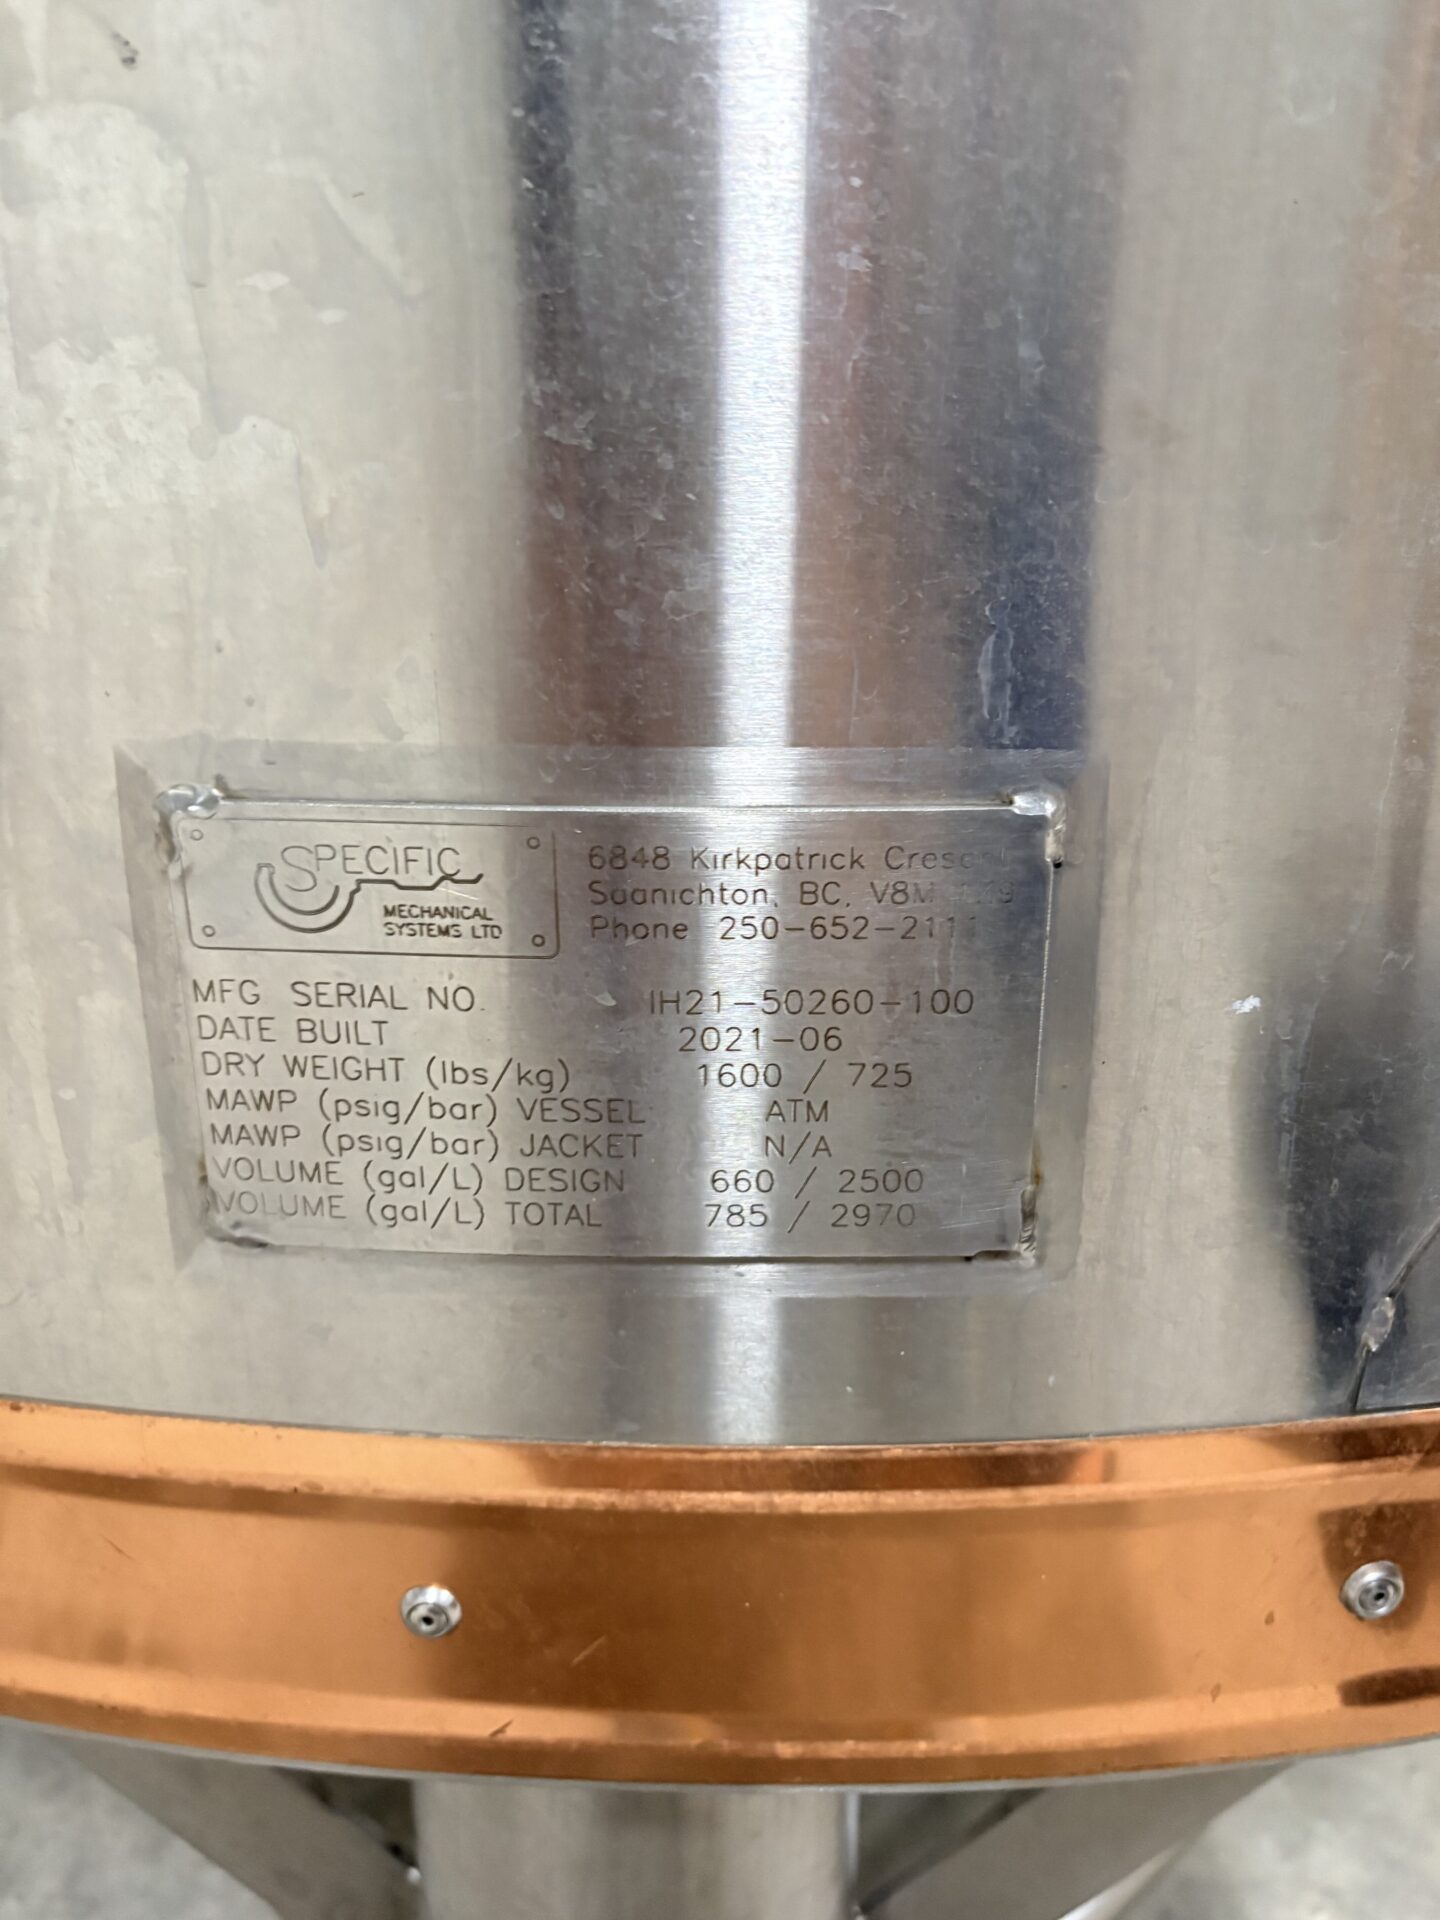 SPECIFIC
MECHANICAL
SYSTEMS LTD
6848 Kirkpatrick
Saanichton, BC,
Phone 250-652-2111
MFG SERIAL NO. IH21-50260-100
DATE BUILT 2021-06
DRY WEIGHT (lbs/kg) 1600 / 725
MAWP (psig/bar) VESSEL ATM
MAWP (psig/bar) JACKET N/A
VOLUME (gal/L) DESIGN 660 / 2500
VOLUME (gal/L) TOTAL 785 / 2970